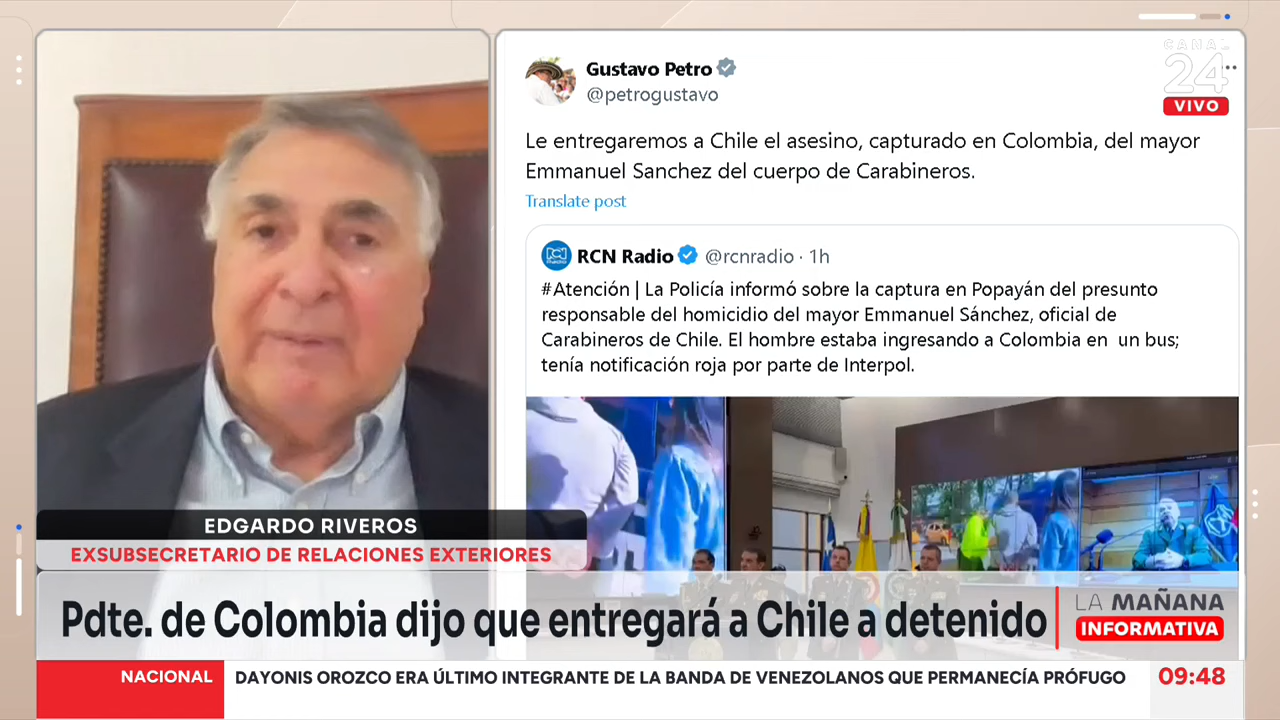 Gustavo Petro
@petrogustavo
CANAL
24
VIVO
Le entregaremos a Chile el asesino, capturado en Colombia, del mayor
Emmanuel Sanchez del cuerpo de Carabineros.
Translate post
RCN Radio @rcnradio · 1h
#Atención | La Policía informó sobre la captura en Popayán del presunto
responsable del homicidio del mayor Emmanuel Sánchez, oficial de
Carabineros de Chile. El hombre estaba ingresando a Colombia en un bus;
tenía notificación roja por parte de Interpol.
EDGARDO RIVEROS
EXSUBSECRETARIO DE RELACIONES EXTERIORES
Pdte. de Colombia dijo que entregará a Chile a detenido
LA MAÑANA
INFORMATIVA
NACIONAL
DAYONIS OROZCO ERA ÚLTIMO INTEGRANTE DE LA BANDA DE VENEZOLANOS QUE PERMANECÍA PRÓFUGO
09:48